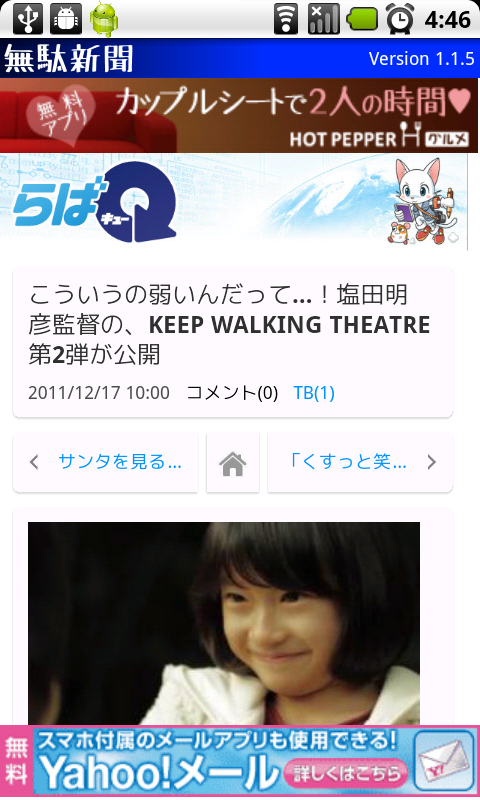 4:46
無駄新聞
Version 1.1.5
無料アプリ
カップルシートで2人の時間♥
HOT PEPPER グルメ
らばQ
キュー
こういうの弱いんだって…！塩田明
彦監督の、KEEP WALKING THEATRE
第2弾が公開
2011/12/17 10:00 コメント(0) TB(1)
サンタを見る…
「くすっと笑…
無料
スマホ付属のメールアプリも使用できる!
Yahoo!メール
詳しくはこちら
Y!